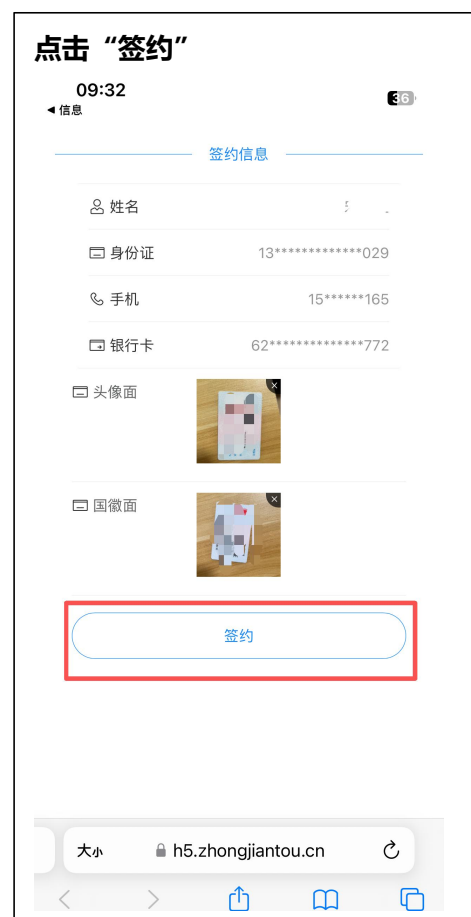 点击“签约”
09:32
36
◀ 信息
签约信息
姓名
身份证 13*************029
手机 15******165
银行卡 62**************772
头像面
国徽面
签约
大小 h5.zhongjiantou.cn